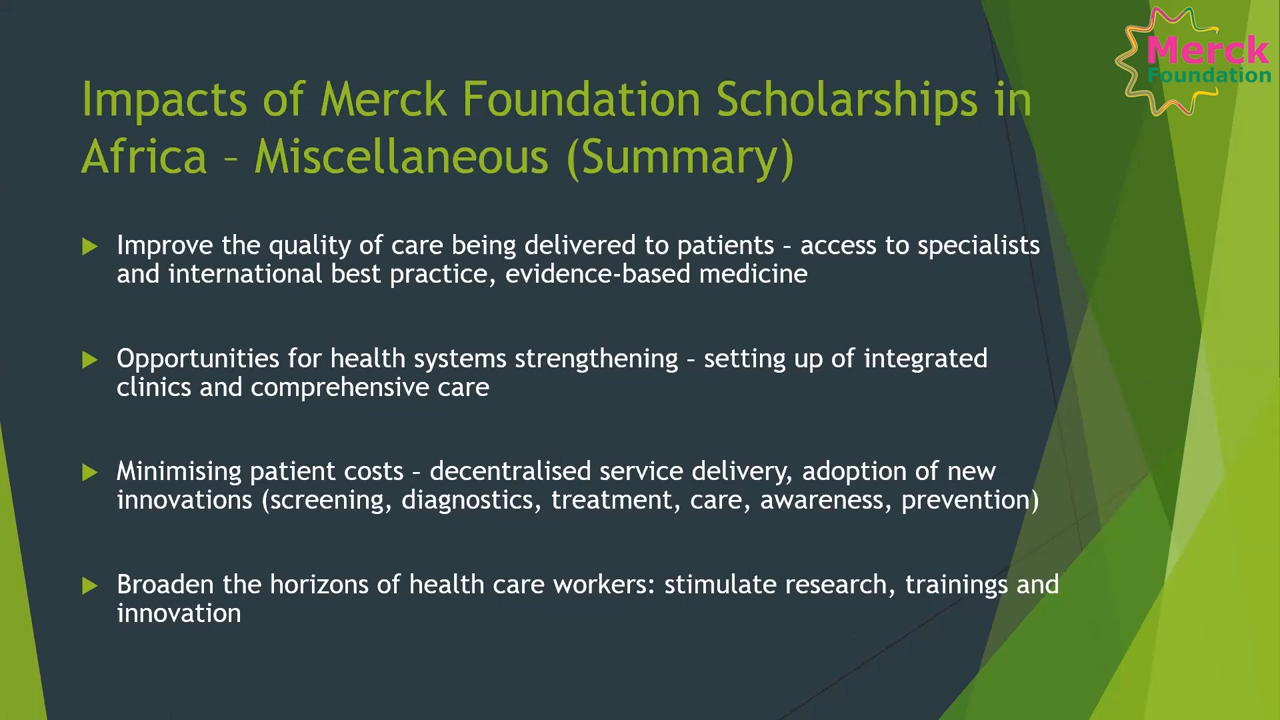 Merck
Foundation
Impacts of Merck Foundation Scholarships in
Africa – Miscellaneous (Summary)
Improve the quality of care being delivered to patients – access to specialists
and international best practice, evidence-based medicine
Opportunities for health systems strengthening – setting up of integrated
clinics and comprehensive care
Minimising patient costs – decentralised service delivery, adoption of new
innovations (screening, diagnostics, treatment, care, awareness, prevention)
Broaden the horizons of health care workers: stimulate research, trainings and
innovation